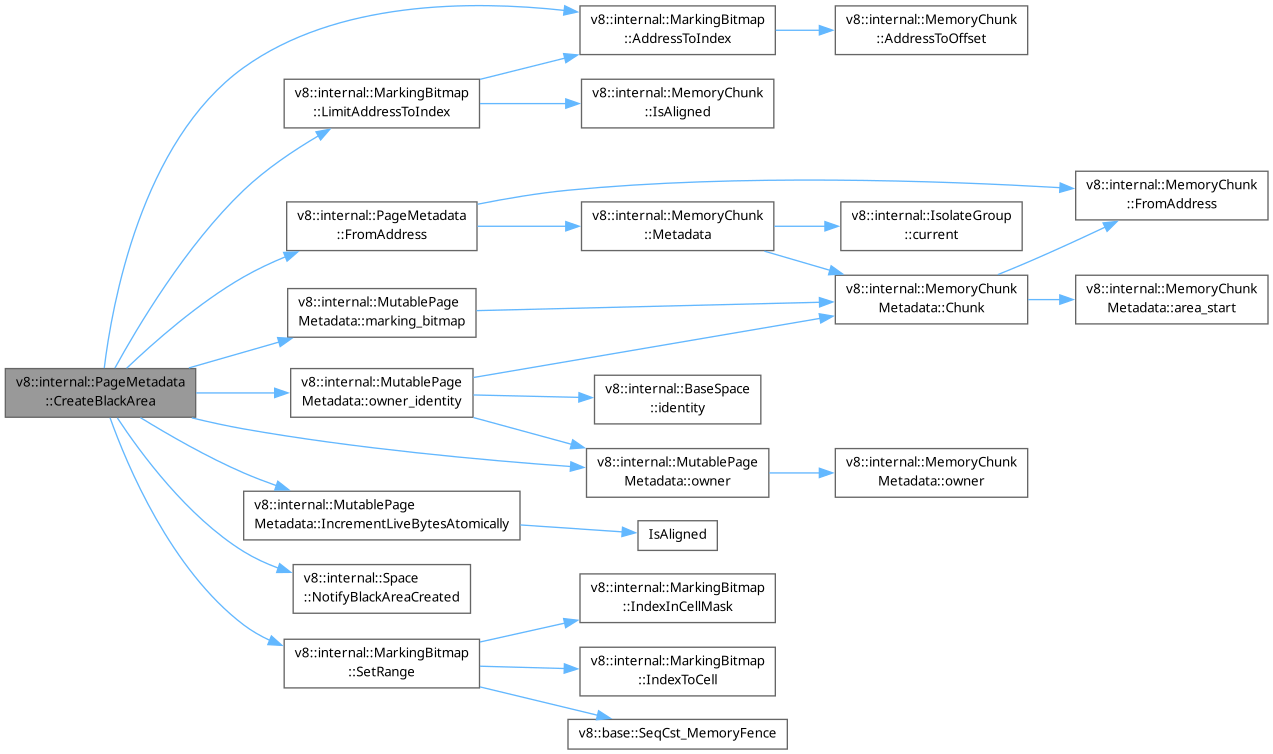 v8::internal::PageMetadata
::CreateBlackArea
v8::internal::MarkingBitmap
::AddressToIndex
v8::internal::MemoryChunk
::AddressToOffset
v8::internal::MarkingBitmap
::LimitAddressToIndex
v8::internal::MemoryChunk
::IsAligned
v8::internal::PageMetadata
::FromAddress
v8::internal::MemoryChunk
::Metadata
v8::internal::IsolateGroup
::current
v8::internal::MemoryChunk
::FromAddress
v8::internal::MutablePage
Metadata::marking_bitmap
v8::internal::MemoryChunk
Metadata::Chunk
v8::internal::MemoryChunk
Metadata::area_start
v8::internal::MutablePage
Metadata::owner_identity
v8::internal::BaseSpace
::identity
v8::internal::MutablePage
Metadata::owner
v8::internal::MemoryChunk
Metadata::owner
v8::internal::MutablePage
Metadata::IncrementLiveBytesAtomically
IsAligned
v8::internal::Space
::NotifyBlackAreaCreated
v8::internal::MarkingBitmap
::SetRange
v8::internal::MarkingBitmap
::IndexInCellMask
v8::internal::MarkingBitmap
::IndexToCell
v8::base::SeqCst_MemoryFence